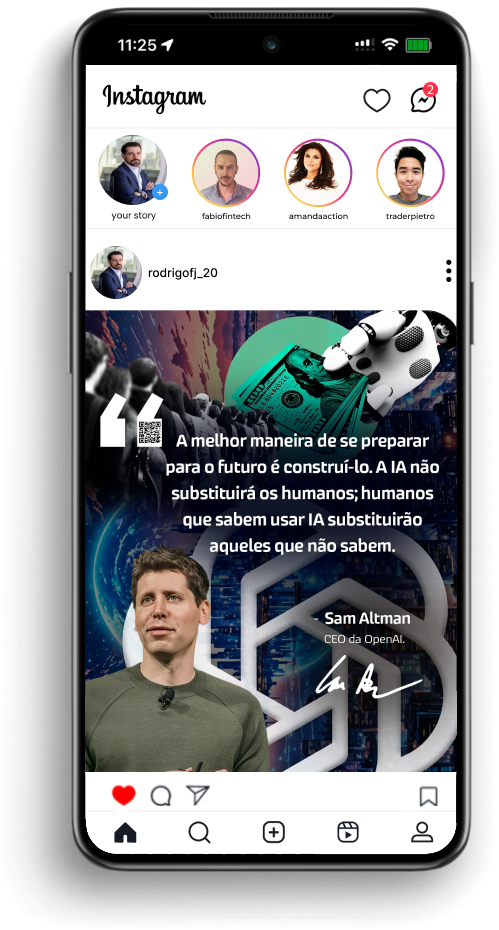 11:25
Instagram
2
your story
fabiofintech
amandaaction
traderpietro
rodrigofj_20
100
A melhor maneira de se preparar
para o futuro é construí-lo. A IA não
substituirá os humanos; humanos
que sabem usar IA substituirão
aqueles que não sabem.
- Sam Altman
CEO da OpenAI.